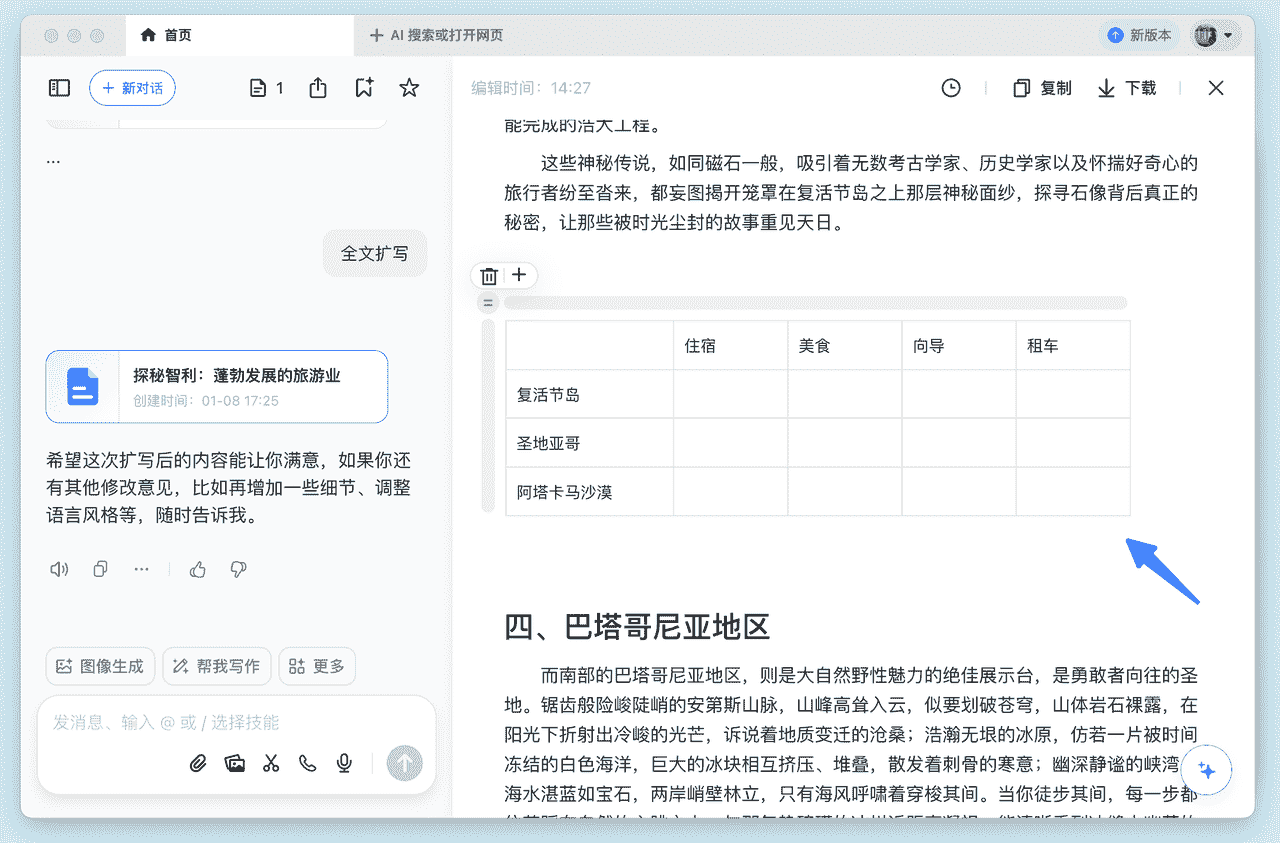 首页
AI 搜索或打开网页
新版本
新对话
1
编辑时间：14:27
复制
下载
...
全文扩写
探秘智利：蓬勃发展的旅游业
创建时间：01-08 17:25
希望这次扩写后的内容能让你满意，如果你还
有其他修改意见，比如再增加一些细节、调整
语言风格等，随时告诉我。
图像生成
帮我写作
更多
发消息、输入 @ 或 / 选择技能
能完成的浩大工程。
这些神秘传说，如同磁石一般，吸引着无数考古学家、历史学家以及怀揣好奇心的
旅行者纷至沓来，都妄图揭开笼罩在复活节岛之上那层神秘面纱，探寻石像背后真正的
秘密，让那些被时光尘封的故事重见天日。
住宿 美食 向导 租车
复活节岛
圣地亚哥
阿塔卡马沙漠
四、巴塔哥尼亚地区
而南部的巴塔哥尼亚地区，则是大自然野性魅力的绝佳展示台，是勇敢者向往的圣
地。锯齿般险峻陡峭的安第斯山脉，山峰高耸入云，似要划破苍穹，山体岩石裸露，在
阳光下折射出冷峻的光芒，诉说着地质变迁的沧桑；浩瀚无垠的冰原，仿若一片被时间
冻结的白色海洋，巨大的冰块相互挤压、堆叠，散发着刺骨的寒意；幽深静谧的峡湾
海水湛蓝如宝石，两岸峭壁林立，只有海风呼啸着穿梭其间。当你徒步其间，每一步都